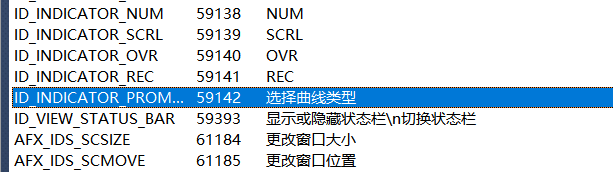 ID_INDICATOR_NUM 59138 NUM
ID_INDICATOR_SCRL 59139 SCRL
ID_INDICATOR_OVR 59140 OVR
ID_INDICATOR_REC 59141 REC
ID_INDICATOR_PROM... 59142 选择曲线类型
ID_VIEW_STATUS_BAR 59393 显示或隐藏状态栏\n切换状态栏
AFX_IDS_SCSIZE 61184 更改窗口大小
AFX_IDS_SCMOVE 61185 更改窗口位置